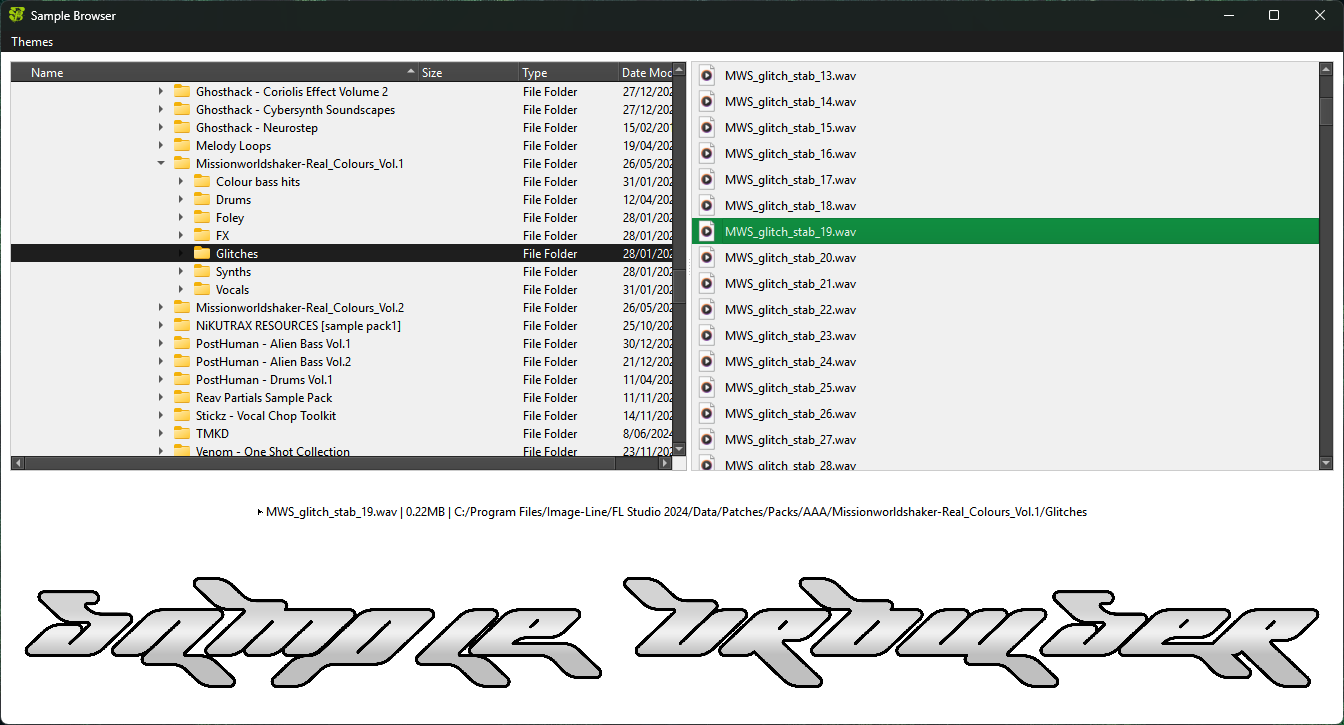 Sample Browser
Themes
Name Size Type Date Mod
Ghosthack - Coriolis Effect Volume 2 File Folder 27/12/202
Ghosthack - Cybersynth Soundscapes File Folder 27/12/202
Ghosthack - Neurostep File Folder 15/02/201
Melody Loops File Folder 19/04/202
Missionworldshaker-Real_Colours_Vol.1 File Folder 26/05/202
Colour bass hits File Folder 31/01/202
Drums File Folder 12/04/202
Foley File Folder 28/01/202
FX File Folder 28/01/202
Glitches File Folder 28/01/202
Synths File Folder 28/01/202
Vocals File Folder 31/01/202
Missionworldshaker-Real_Colours_Vol.2 File Folder 26/05/202
NiKUTRAX RESOURCES [sample pack1] File Folder 25/10/202
PostHuman - Alien Bass Vol.1 File Folder 30/12/202
PostHuman - Alien Bass Vol.2 File Folder 21/12/202
PostHuman - Drums Vol.1 File Folder 11/04/202
Reav Partials Sample Pack File Folder 11/11/202
Stickz - Vocal Chop Toolkit File Folder 14/11/202
TMKD File Folder 8/06/2024
Venom - One Shot Collection File Folder 23/11/202
MWS_glitch_stab_13.wav
MWS_glitch_stab_14.wav
MWS_glitch_stab_15.wav
MWS_glitch_stab_16.wav
MWS_glitch_stab_17.wav
MWS_glitch_stab_18.wav
MWS_glitch_stab_19.wav
MWS_glitch_stab_20.wav
MWS_glitch_stab_21.wav
MWS_glitch_stab_22.wav
MWS_glitch_stab_23.wav
MWS_glitch_stab_24.wav
MWS_glitch_stab_25.wav
MWS_glitch_stab_26.wav
MWS_glitch_stab_27.wav
MWS_glitch_stab_28.wav
MWS_glitch_stab_19.wav | 0.22MB | C:/Program Files/Image-Line/FL Studio 2024/Data/Patches/Packs/AAA/Missionworldshaker-Real_Colours_Vol.1/Glitches
Sample Browser